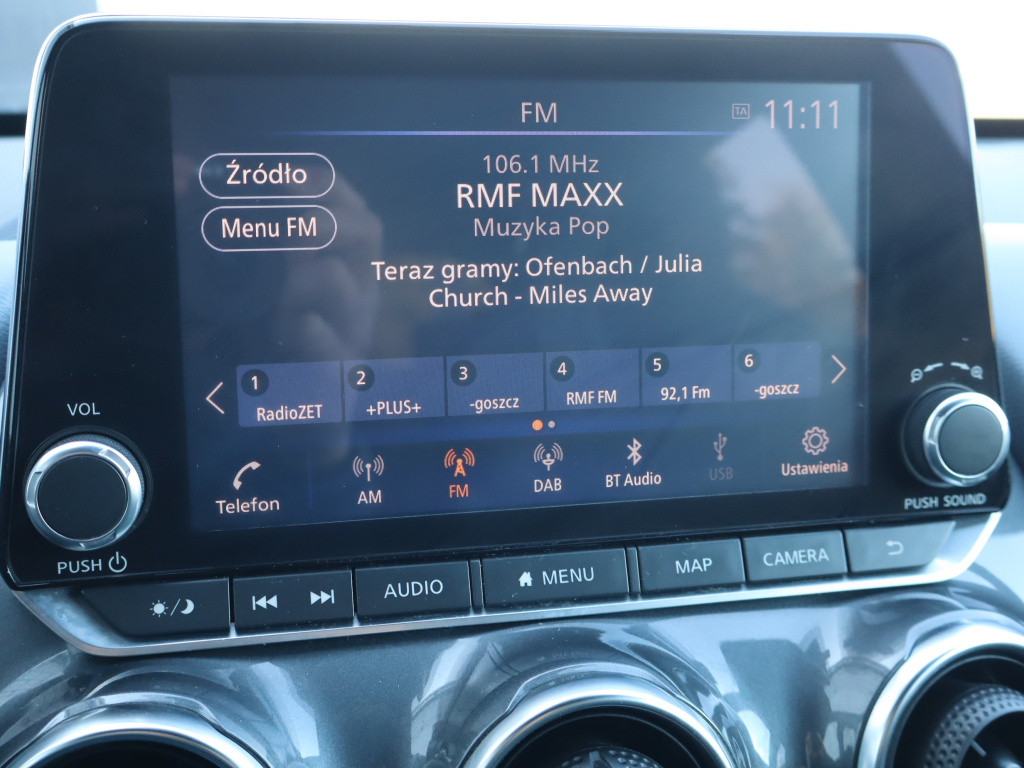 FM
TA 11:11
Źródło
Menu FM
106.1 MHz
RMF MAXX
Muzyka Pop
Teraz gramy: Ofenbach / Julia
Church - Miles Away
1 RadioZET
2 +PLUS+
3 -goszcz
4 RMF FM
5 92,1 Fm
6 -goszcz
Telefon
AM
FM
DAB
BT Audio
USB
Ustawienia
VOL
PUSH
PUSH SOUND
AUDIO
MENU
MAP
CAMERA